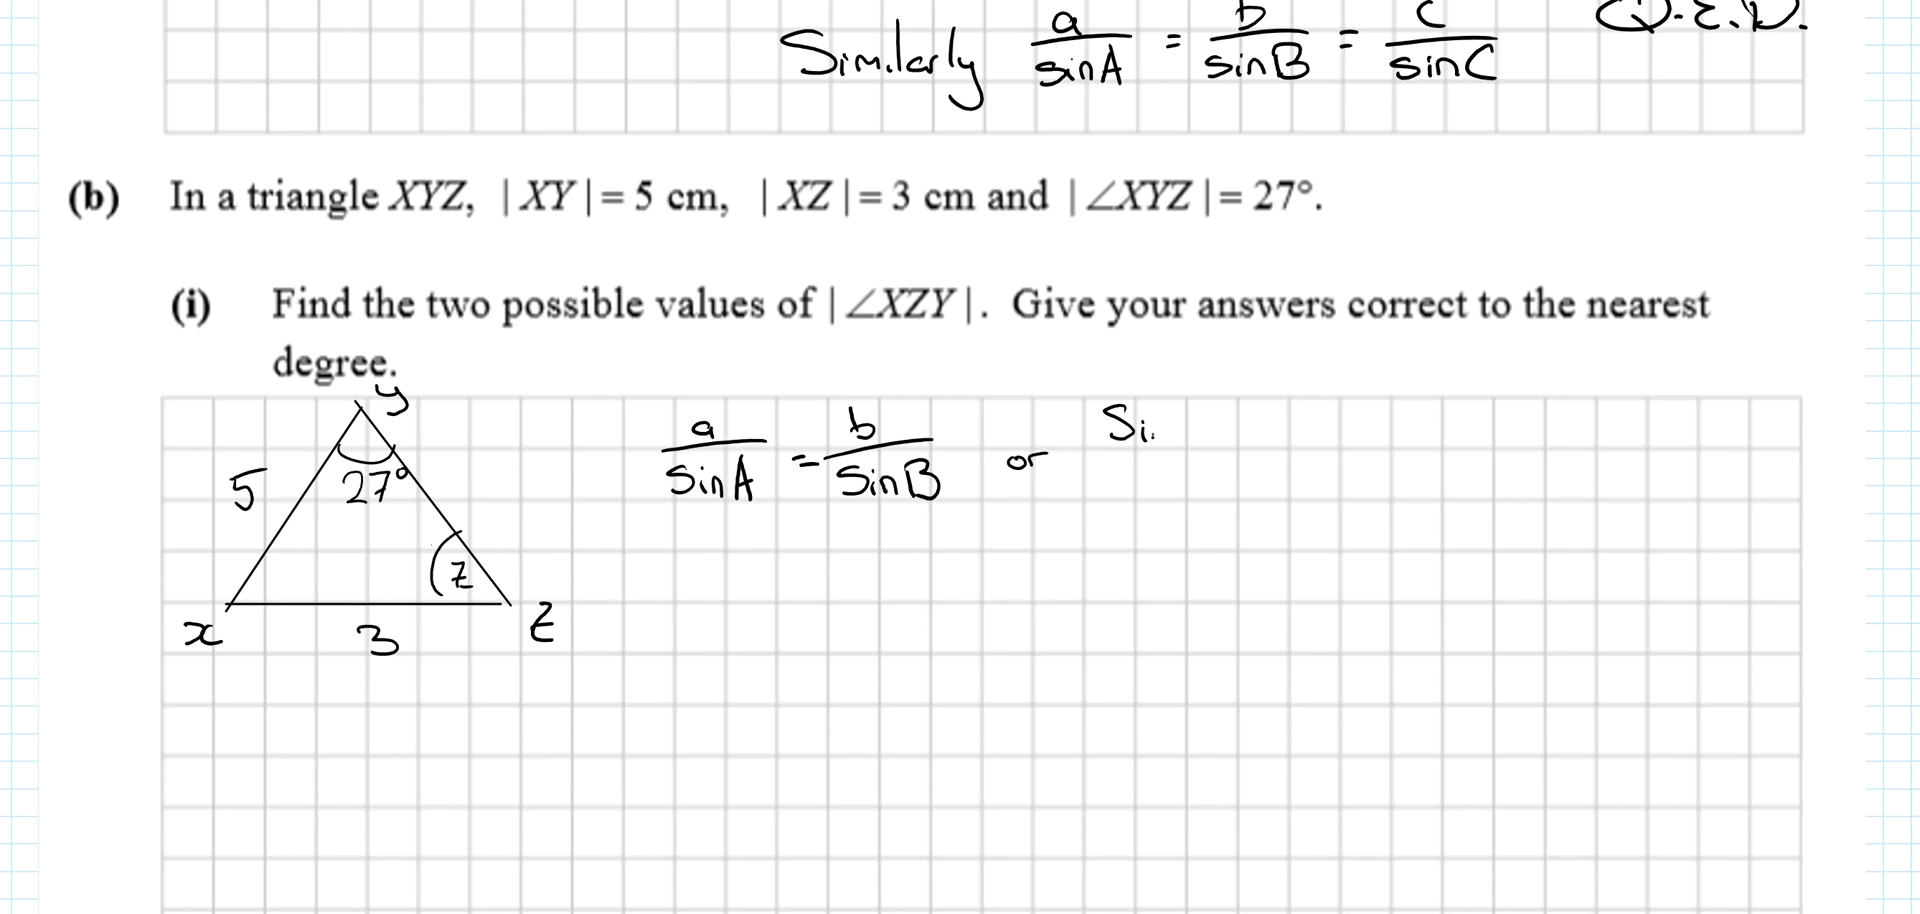 Similarly a/sinA = b/sinB = c/sinC Q.E.D.
(b) In a triangle XYZ, |XY| = 5 cm, |XZ| = 3 cm and |∠XYZ| = 27°.
(i) Find the two possible values of |∠XZY|. Give your answers correct to the nearest
degree.
y
a/SinA = b/SinB or Si
5 27°
z
x 3 z